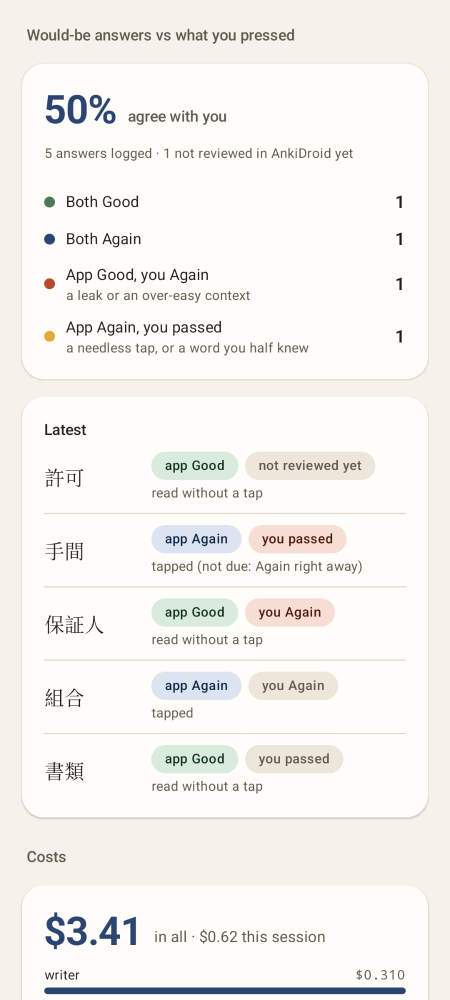 Would-be answers vs what you pressed
50% agree with you
5 answers logged · 1 not reviewed in AnkiDroid yet
Both Good 1
Both Again 1
App Good, you Again 1
a leak or an over-easy context
App Again, you passed 1
a needless tap, or a word you half knew
Latest
許可 app Good not reviewed yet
read without a tap
手間 app Again you passed
tapped (not due: Again right away)
保証人 app Good you Again
read without a tap
組合 app Again you Again
tapped
書類 app Good you passed
read without a tap
Costs
$3.41 in all · $0.62 this session
writer $0.310